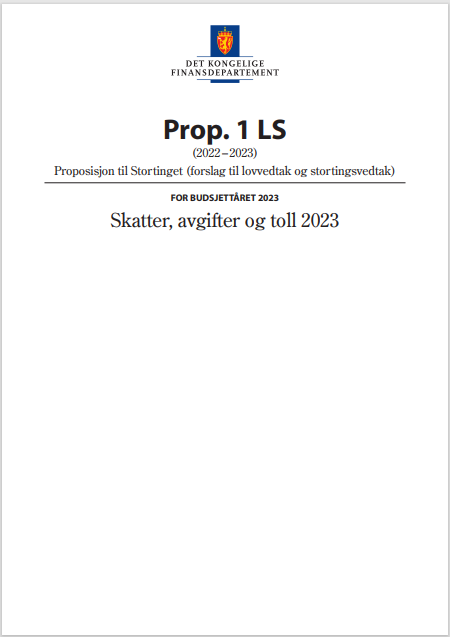 DET KONGELIGE
FINANSDEPARTEMENT
Prop. 1 LS
(2022–2023)
Proposisjon til Stortinget (forslag til lovvedtak og stortingsvedtak)
FOR BUDSJETTÅRET 2023
Skatter, avgifter og toll 2023